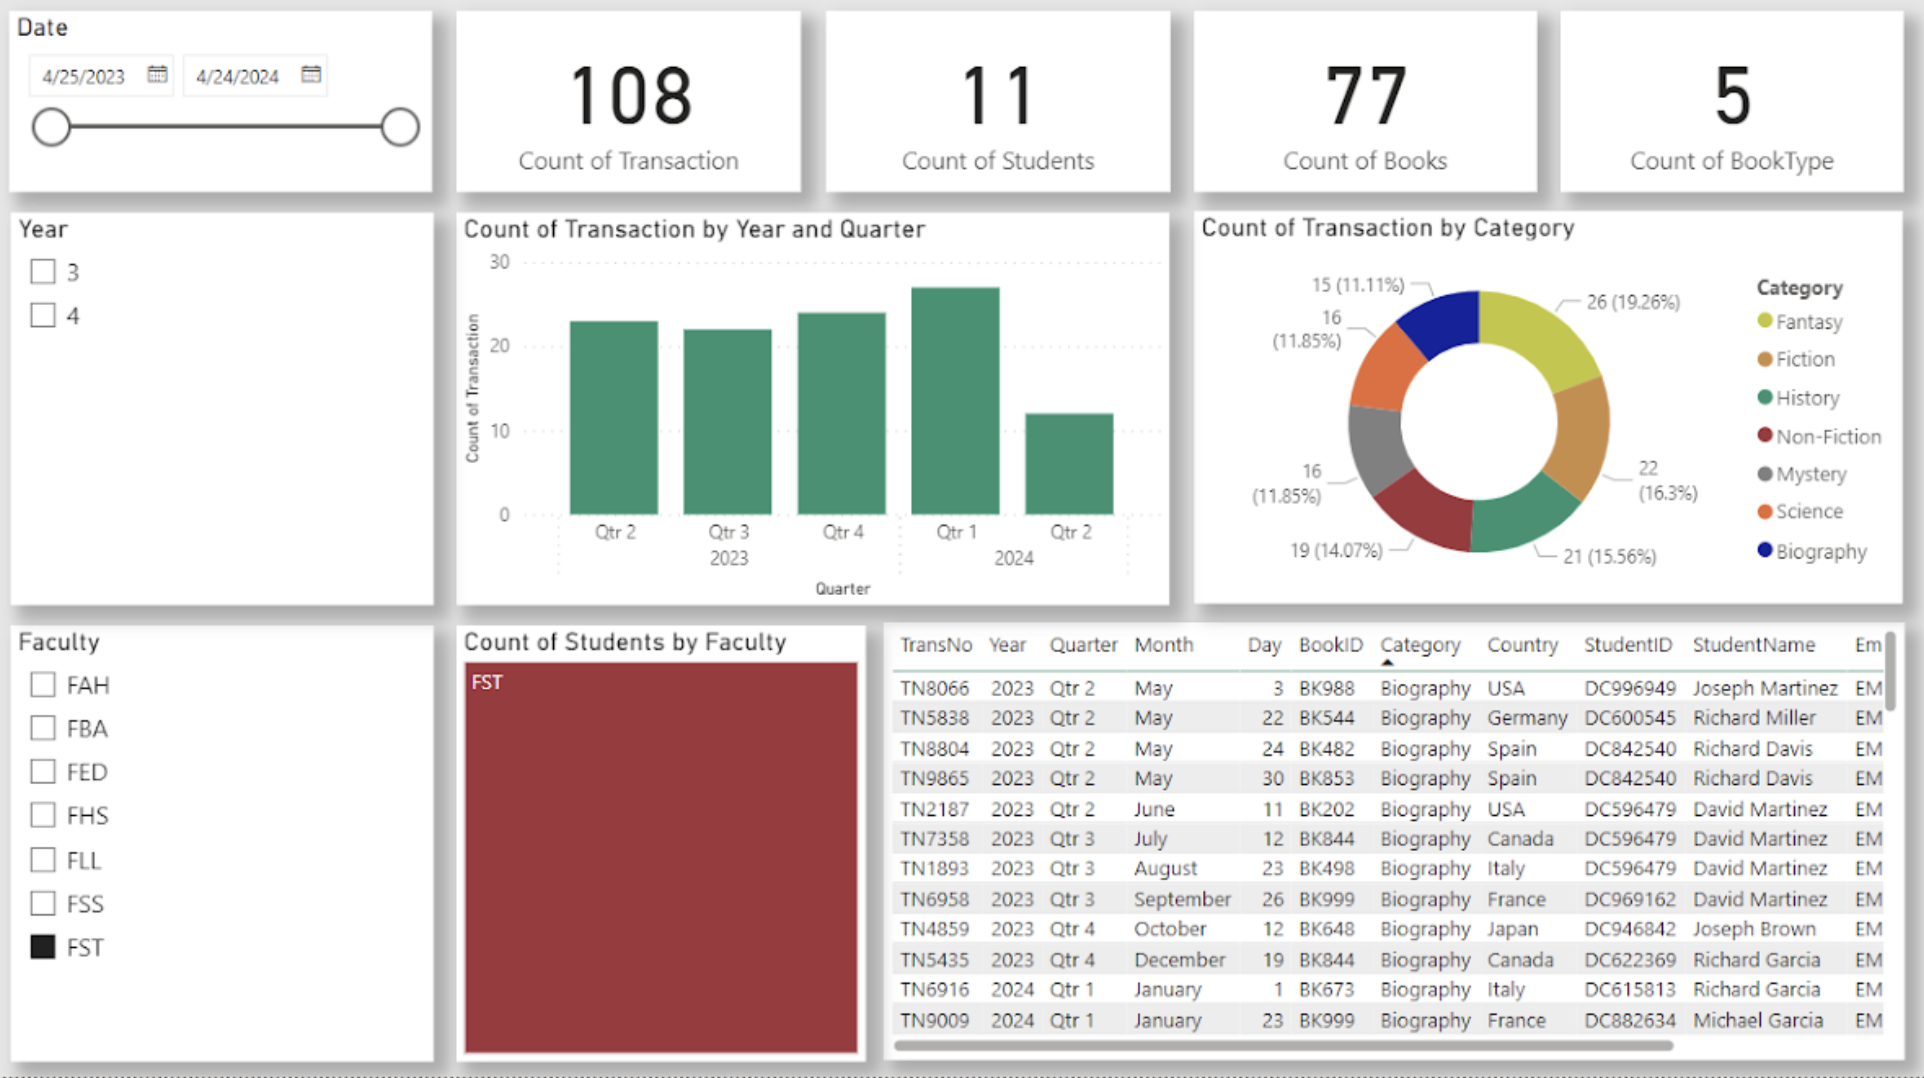 Date
4/25/2023
4/24/2024
108
Count of Transaction
11
Count of Students
77
Count of Books
5
Count of BookType
Year
3
4
Count of Transaction by Year and Quarter
Count of Transaction
30
20
10
0
Qtr 2 Qtr 3 Qtr 4 Qtr 1 Qtr 2
2023 2024
Quarter
Count of Transaction by Category
15 (11.11%)
26 (19.26%)
16
(11.85%)
16
(11.85%)
22
(16.3%)
19 (14.07%)
21 (15.56%)
Category
Fantasy
Fiction
History
Non-Fiction
Mystery
Science
Biography
Faculty
FAH
FBA
FED
FHS
FLL
FSS
FST
Count of Students by Faculty
FST
TransNo Year Quarter Month Day BookID Category Country StudentID StudentName Em
TN8066 2023 Qtr 2 May 3 BK988 Biography USA DC996949 Joseph Martinez EM
TN5838 2023 Qtr 2 May 22 BK544 Biography Germany DC600545 Richard Miller EM
TN8804 2023 Qtr 2 May 24 BK482 Biography Spain DC842540 Richard Davis EM
TN9865 2023 Qtr 2 May 30 BK853 Biography Spain DC842540 Richard Davis EM
TN2187 2023 Qtr 2 June 11 BK202 Biography USA DC596479 David Martinez EM
TN7358 2023 Qtr 3 July 12 BK844 Biography Canada DC596479 David Martinez EM
TN1893 2023 Qtr 3 August 23 BK498 Biography Italy DC596479 David Martinez EM
TN6958 2023 Qtr 3 September 26 BK999 Biography France DC969162 David Martinez EM
TN4859 2023 Qtr 4 October 12 BK648 Biography Japan DC946842 Joseph Brown EM
TN5435 2023 Qtr 4 December 19 BK844 Biography Canada DC622369 Richard Garcia EM
TN6916 2024 Qtr 1 January 1 BK673 Biography Italy DC615813 Richard Garcia EM
TN9009 2024 Qtr 1 January 23 BK999 Biography France DC882634 Michael Garcia EM